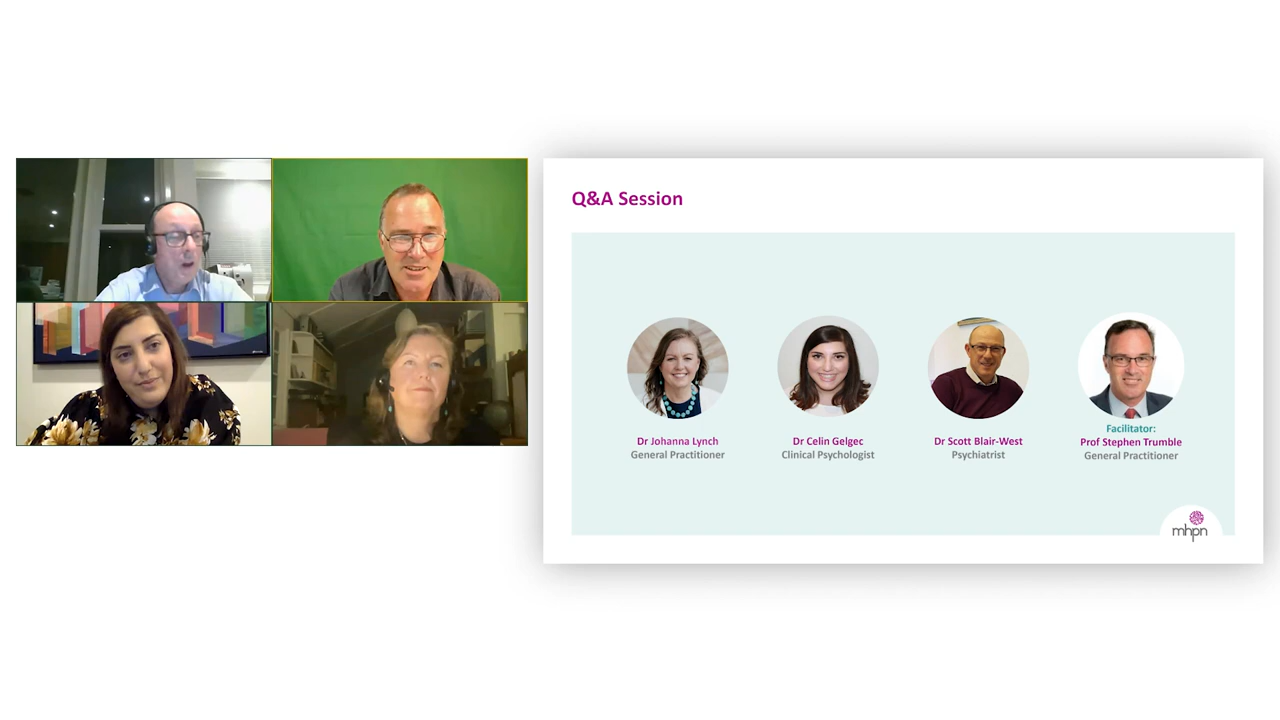 Q&A Session
Dr Johanna Lynch
General Practitioner
Dr Celin Gelgec
Clinical Psychologist
Dr Scott Blair-West
Psychiatrist
Facilitator:
Prof Stephen Trumble
General Practitioner
mhpn